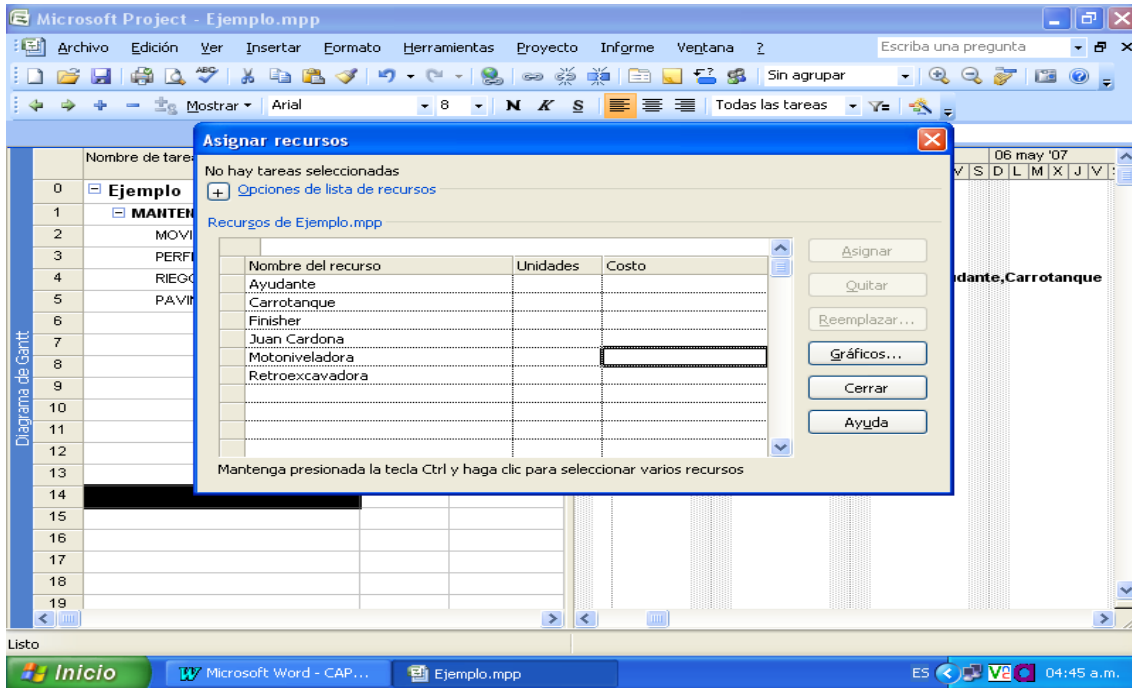 Microsoft Project - Ejemplo.mpp
Archivo Edición Ver Insertar Formato Herramientas Proyecto Informe Ventana ? Escriba una pregunta
Sin agrupar
Mostrar Arial 8 N K S Todas las tareas
Asignar recursos
Nombre de tare 06 may '07
No hay tareas seleccionadas
V S D L M X J V
0 Ejemplo
+ Opciones de lista de recursos
1 MANTEN
Recursos de Ejemplo.mpp
2 MOVI
3 PERFI
Asignar
Nombre del recurso Unidades Costo
4 RIEGO
dante,Carrotanque
Ayudante
Quitar
5 PAVIM
Carrotanque
6
Finisher
Reemplazar...
7
Juan Cardona
Motoniveladora
Gráficos...
8
Retroexcavadora
9
Cerrar
10
11
Ayuda
12
Mantenga presionada la tecla Ctrl y haga clic para seleccionar varios recursos
13
14
15
16
17
18
19
Diagrama de Gantt
Listo
Inicio Microsoft Word - CAP... Ejemplo.mpp ES 04:45 a.m.